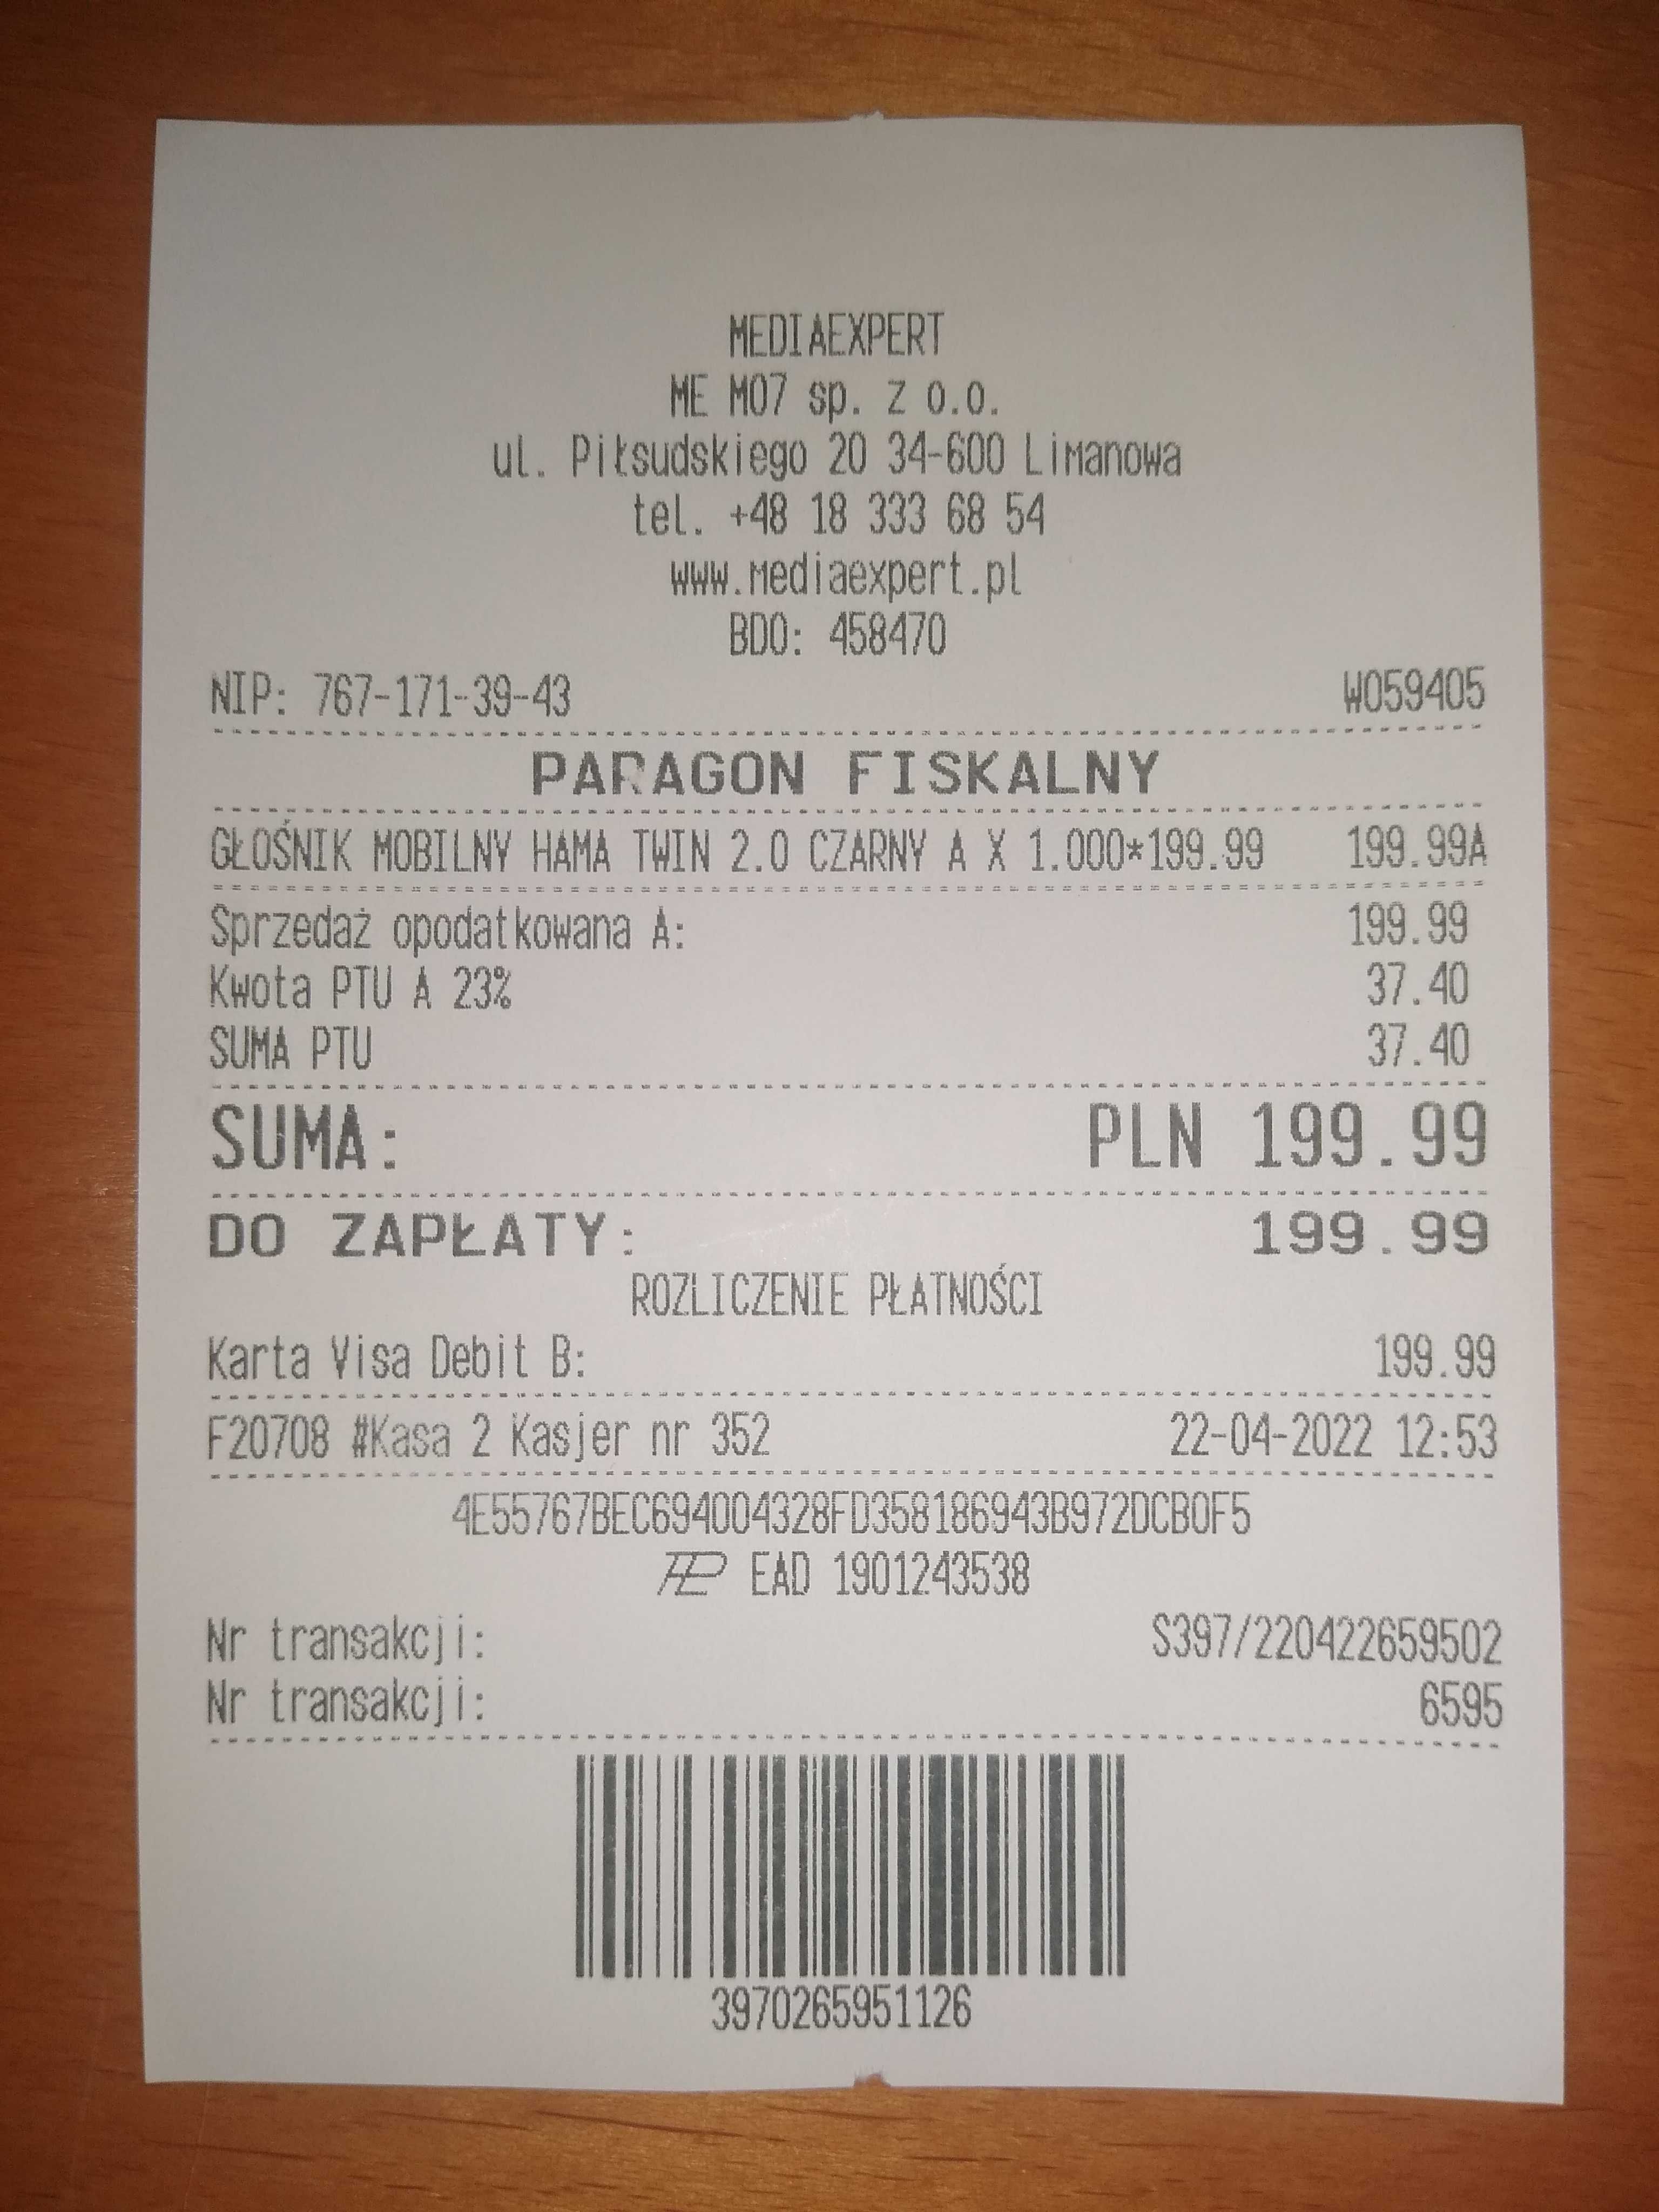 MEDIAEXPERT
ME M07 sp. z o.o.
ul. Piłsudskiego 20 34-600 Limanowa
tel. +48 18 333 68 54
www.mediaexpert.pl
BDO: 458470
NIP: 767-171-39-43 W059405
PARAGON FISKALNY
GŁOŚNIK MOBILNY HAMA TWIN 2.0 CZARNY A X 1.000*199.99 199.99A
Sprzedaż opodatkowana A: 199.99
Kwota PTU A 23% 37.40
SUMA PTU 37.40
SUMA: PLN 199.99
DO ZAPŁATY: 199.99
ROZLICZENIE PŁATNOŚCI
Karta Visa Debit B: 199.99
F20708 #Kasa 2 Kasjer nr 352 22-04-2022 12:53
4E55767BEC694004328FD358186943B972DCB0F5
EAD 1901243538
Nr transakcji: S397/220422659502
Nr transakcji: 6595
3970265951126